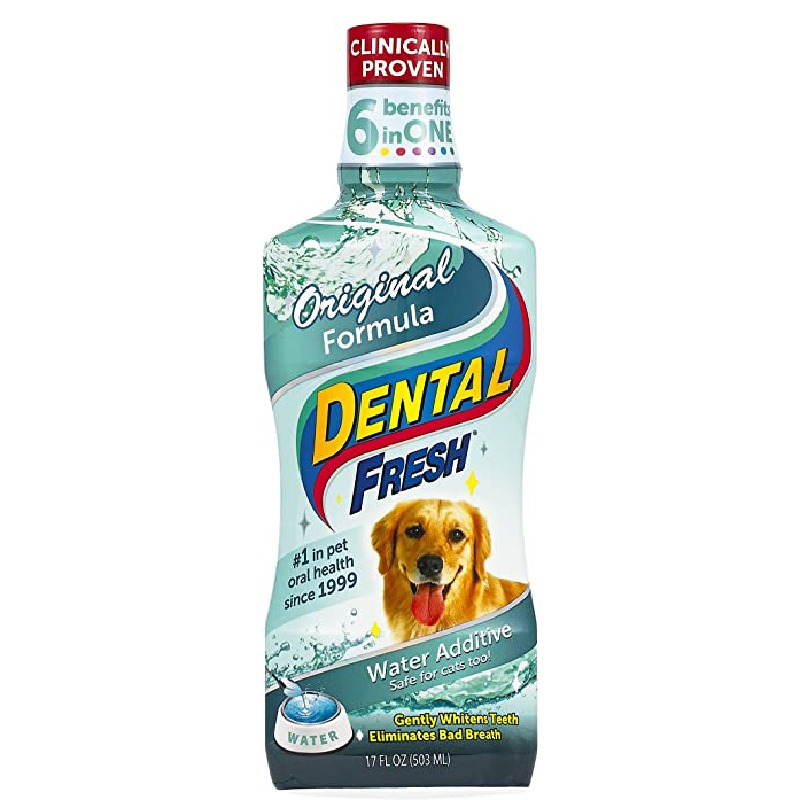 CLINICALLY
PROVEN
6 benefits
in ONE
Original
Formula
DENTAL
FRESH®
#1 in pet
oral health
since 1999
Water Additive
Safe for cats too!
WATER
Gently Whitens Teeth
Eliminates Bad Breath
17 FL OZ (503 ML)